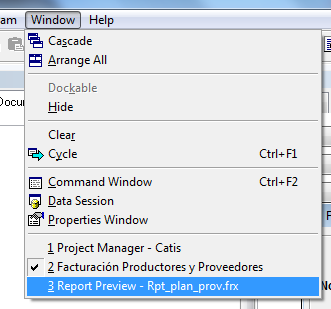 am Window Help
Cascade
Arrange All
Docu
Dockable
Hide
Clear
Cycle Ctrl+F1
Command Window Ctrl+F2
Data Session
Properties Window
1 Project Manager - Catis
2 Facturación Productores y Proveedores
3 Report Preview - Rpt_plan_prov.frx